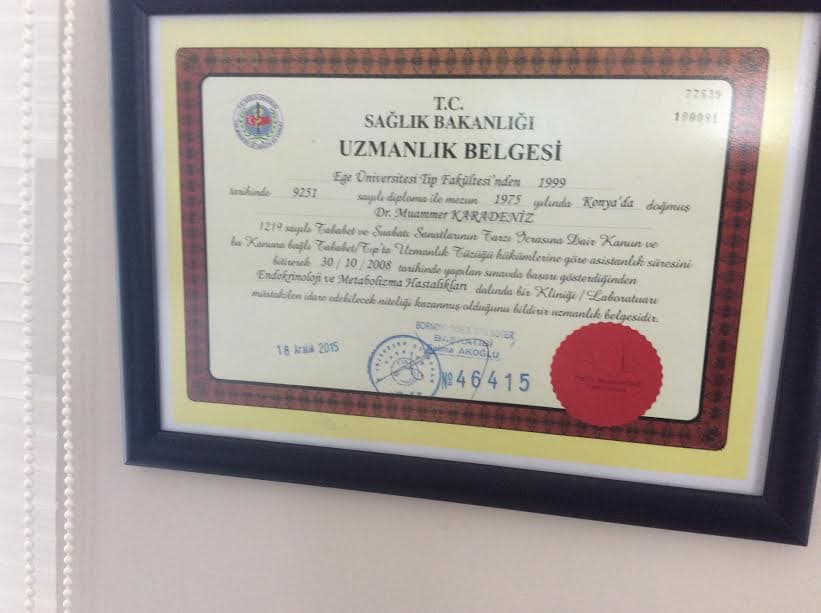 77639
T.C.
100091
SAĞLIK BAKANLIĞI
UZMANLIK BELGESİ
Ege Üniversitesi Tıp Fakültesi'nden 1999
tarihinde 9251 sayılı diploma ile mezun 1975 yılında Konya'da doğmuş
Dr. Muammer KARADENİZ
1219 sayılı Tababet ve Şuabatı Sanatlarının Tarzı İcrasına Dair Kanun ve
bu Kanuna bağlı Tababet/Tıp'ta Uzmanlık Tüzüğü hükümlerine göre asistanlık süresini
bitirerek 30 / 10 / 2008 tarihinde yapılan sınavda başarı gösterdiğinden
Endokrinoloji ve Metabolizma Hastalıkları dalında bir Kliniği / Laboratuarı
müstakilen idare edebilecek niteliği kazanmış olduğunu bildirir uzmanlık belgesidir.
18 Aralık 2015
BAŞKATİBİ
AKOĞLU
№ 46415